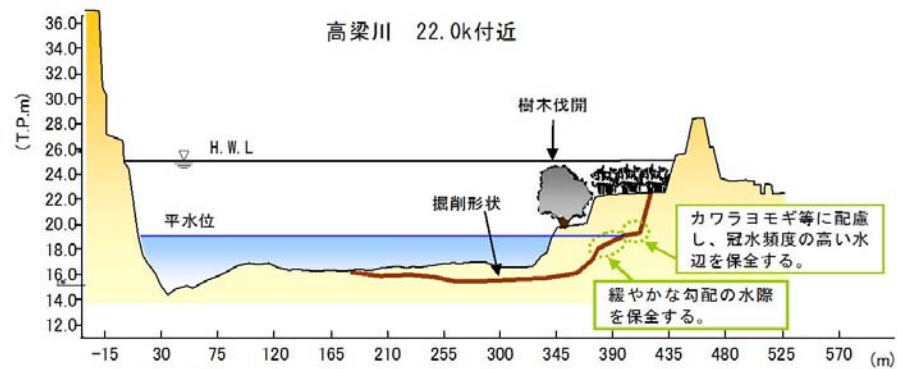 高梁川　22.0k付近
(T.P.m)
36.0
34.0
32.0
30.0
28.0
26.0
24.0
22.0
20.0
18.0
16.0
14.0
12.0
H.W.L
平水位
樹木伐開
掘削形状
カワラヨモギ等に配慮
し、冠水頻度の高い水
辺を保全する。
緩やかな勾配の水際
を保全する。
-15 30 75 120 165 210 255 300 345 390 435 480 525 570 (m)